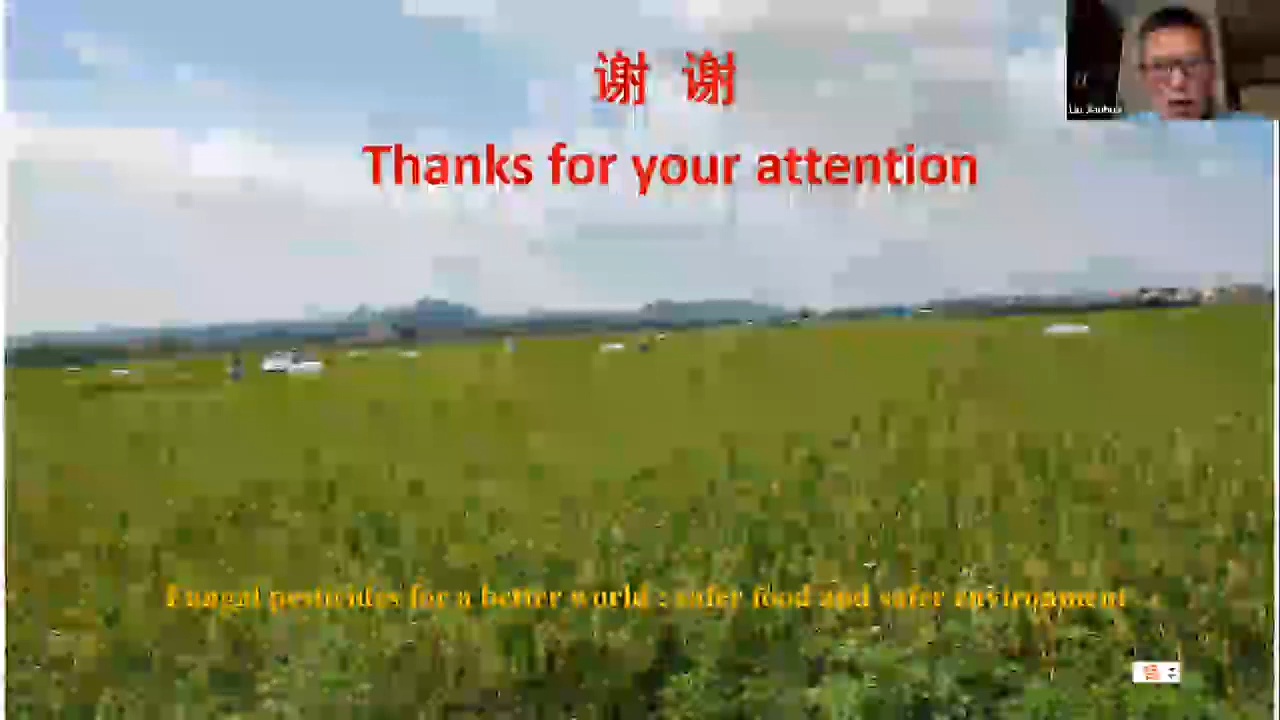 谢 谢
Thanks for your attention
Fungal pesticides for a better world : safer food and safer environment